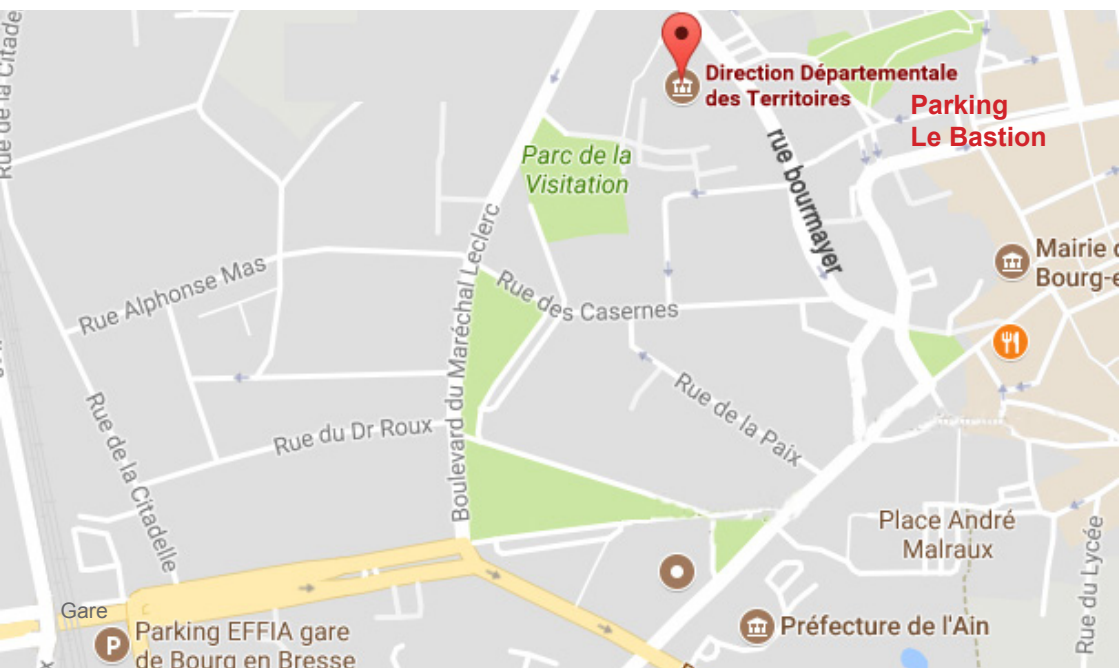 Rue de la Citade
Direction Départementale
des Territoires
Parking
Le Bastion
Parc de la
Visitation
rue bourmayer
Boulevard du Maréchal Leclerc
Mairie d
Bourg-e
Rue Alphonse Mas
Rue des Casernes
Rue de la Paix
Rue du Dr Roux
Rue de la Citadelle
Place André
Malraux
Rue du Lycée
Gare
P
Parking EFFIA gare
de Bourg en Bresse
Préfecture de l'Ain